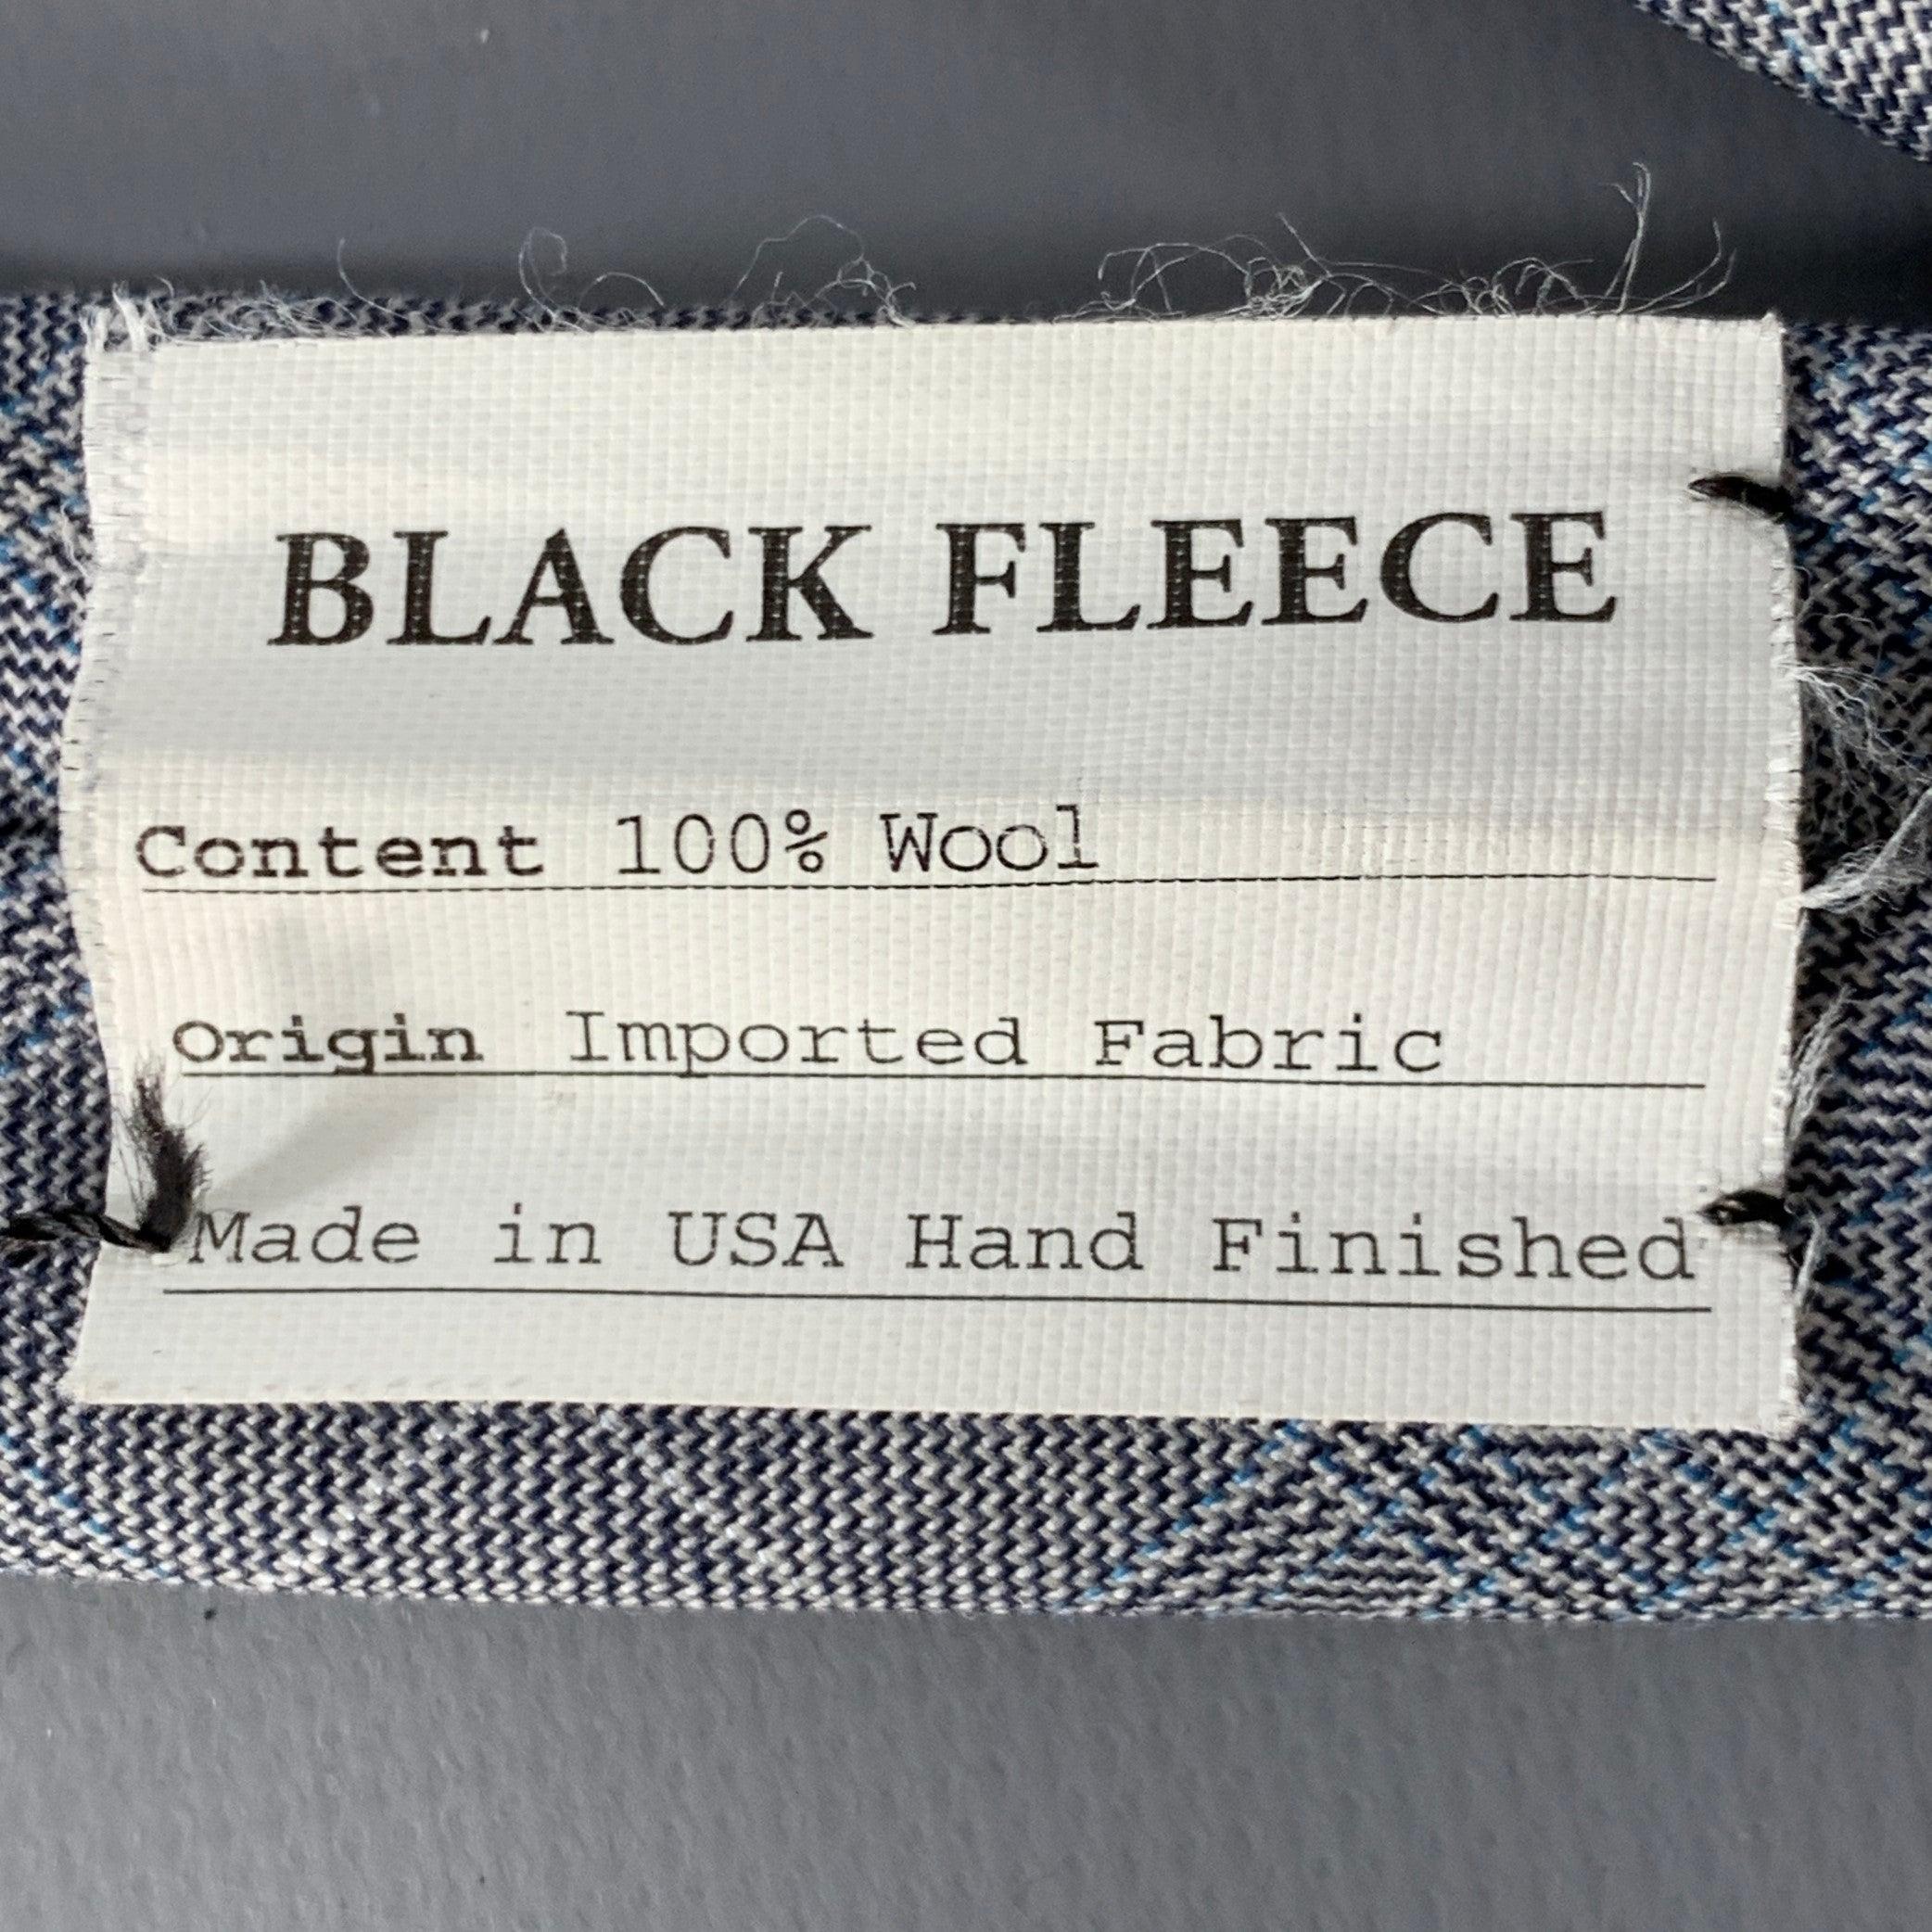 BLACK FLEECE
Content 100% Wool
Origin Imported Fabric
Made in USA Hand Finished